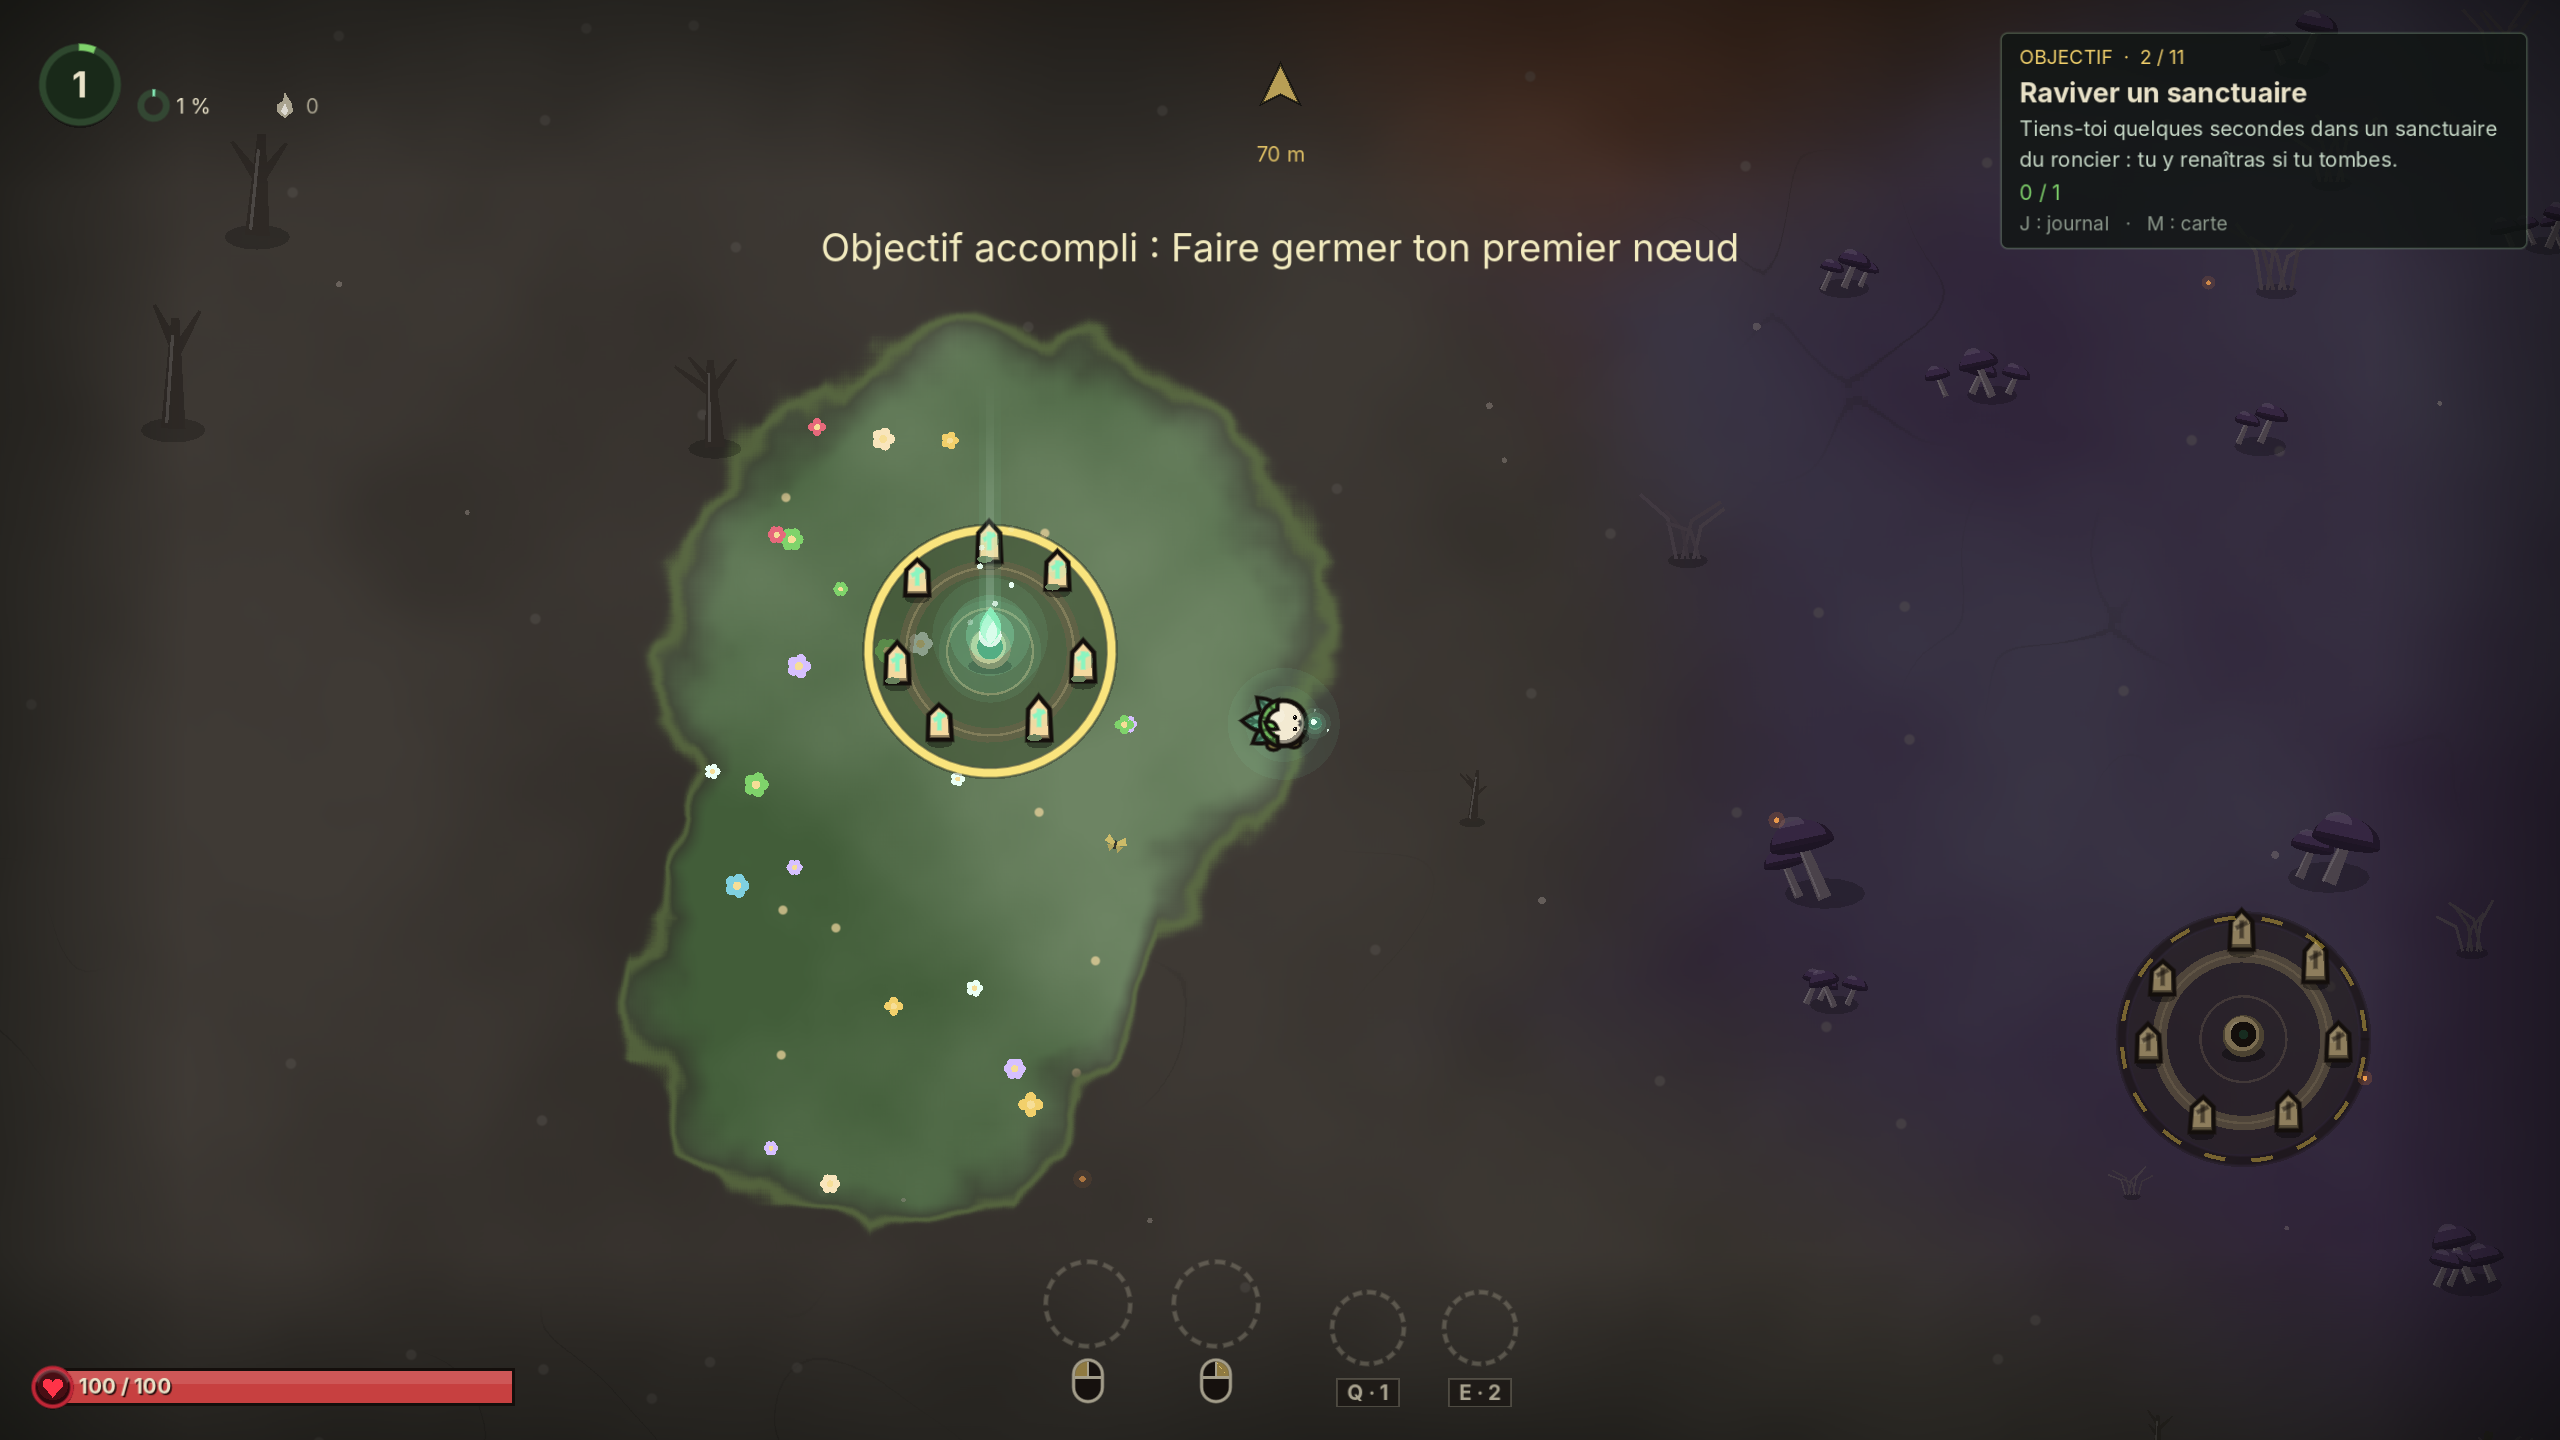 1
1 %
0
70 m
Objectif accompli : Faire germer ton premier nœud
OBJECTIF · 2 / 11
Raviver un sanctuaire
Tiens-toi quelques secondes dans un sanctuaire
du roncier : tu y renaîtras si tu tombes.
0 / 1
J : journal · M : carte
100 / 100
Q · 1
E · 2